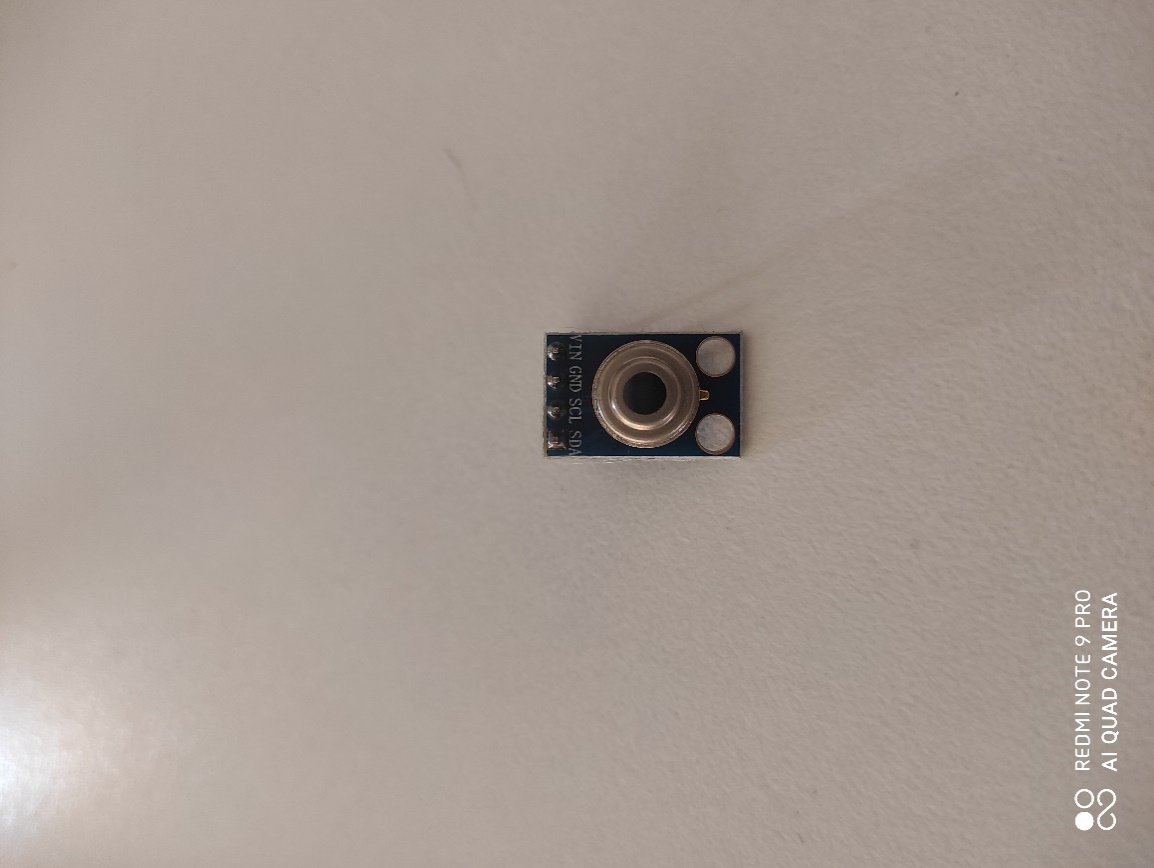 VIN GND SCL SDA
REDMI NOTE 9 PRO
AI QUAD CAMERA